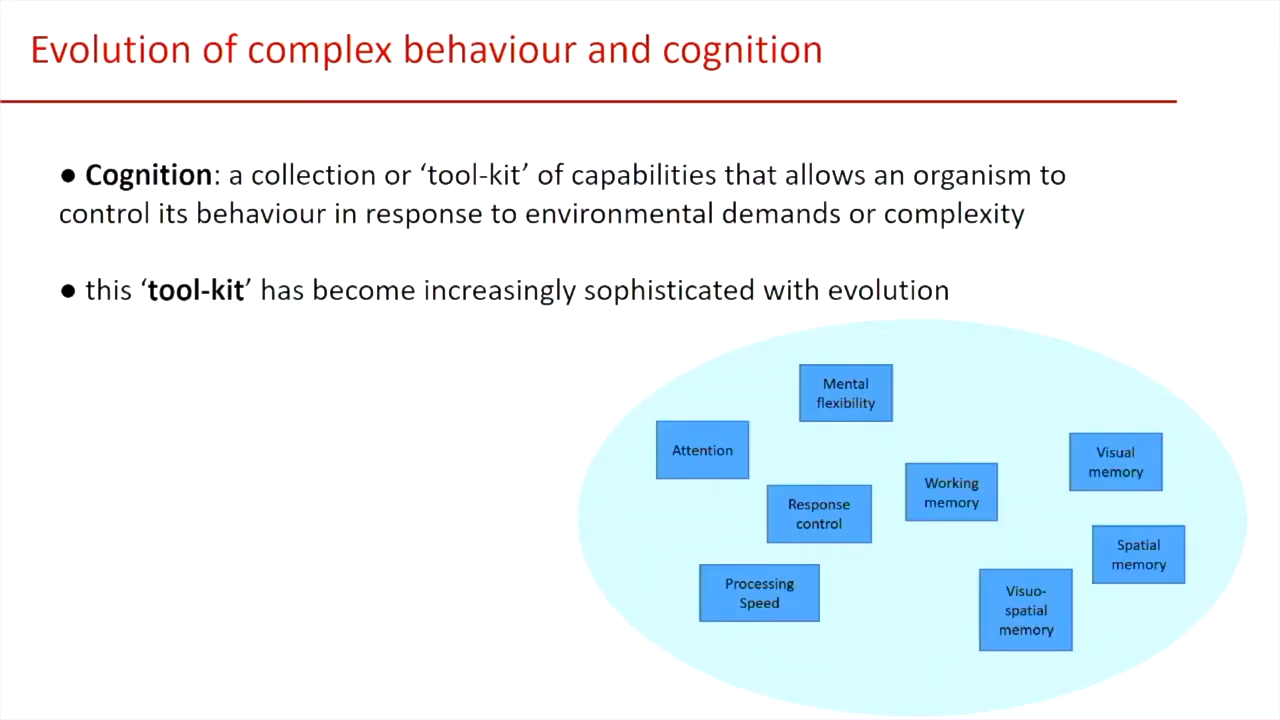 Evolution of complex behaviour and cognition
● Cognition: a collection or ‘tool-kit’ of capabilities that allows an organism to
control its behaviour in response to environmental demands or complexity
● this ‘tool-kit’ has become increasingly sophisticated with evolution
Mental
flexibility
Attention
Visual
memory
Working
memory
Response
control
Spatial
memory
Processing
Speed
Visuo-
spatial
memory